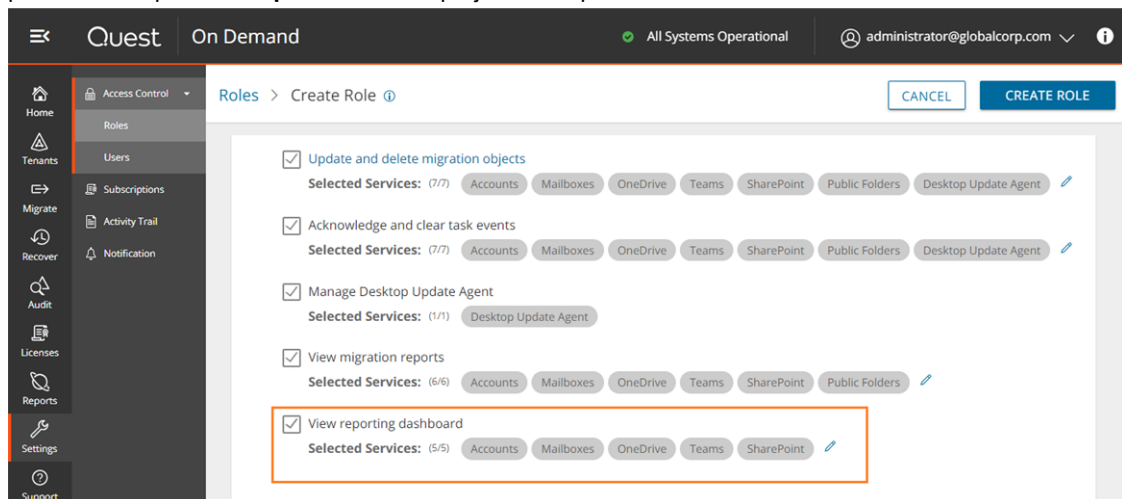 Quest On Demand All Systems Operational administrator@globalcorp.com i
Home
Tenants
Migrate
Recover
Audit
Licenses
Reports
Settings
Support
Access Control
Roles
Users
Subscriptions
Activity Trail
Notification
Roles > Create Role CANCEL CREATE ROLE
Update and delete migration objects
Selected Services: (7/7) Accounts Mailboxes OneDrive Teams SharePoint Public Folders Desktop Update Agent
Acknowledge and clear task events
Selected Services: (7/7) Accounts Mailboxes OneDrive Teams SharePoint Public Folders Desktop Update Agent
Manage Desktop Update Agent
Selected Services: (1/1) Desktop Update Agent
View migration reports
Selected Services: (6/6) Accounts Mailboxes OneDrive Teams SharePoint Public Folders
View reporting dashboard
Selected Services: (5/5) Accounts Mailboxes OneDrive Teams SharePoint